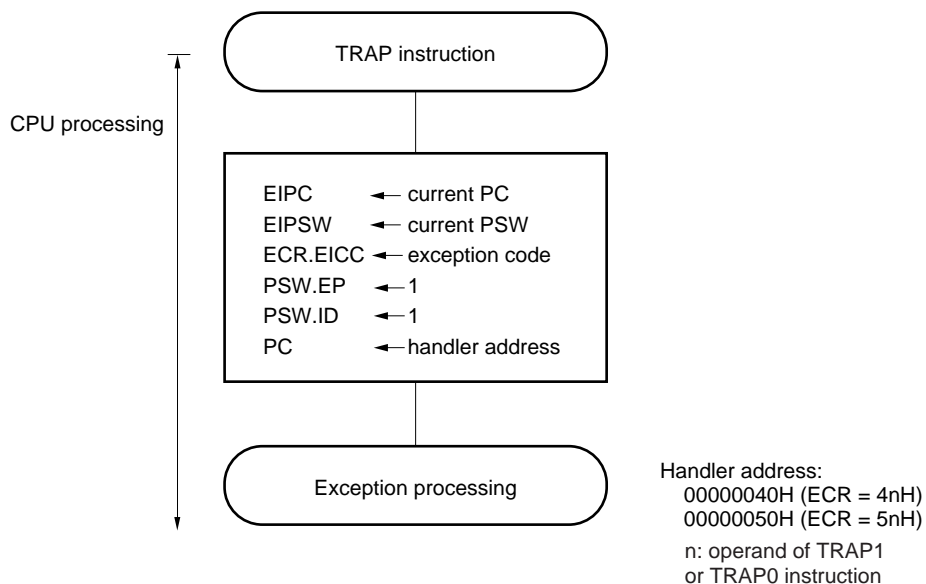 TRAP instruction
CPU processing
EIPC ← current PC
EIPSW ← current PSW
ECR.EICC ← exception code
PSW.EP ← 1
PSW.ID ← 1
PC ← handler address
Exception processing
Handler address:
00000040H (ECR = 4nH)
00000050H (ECR = 5nH)
n: operand of TRAP1
or TRAP0 instruction